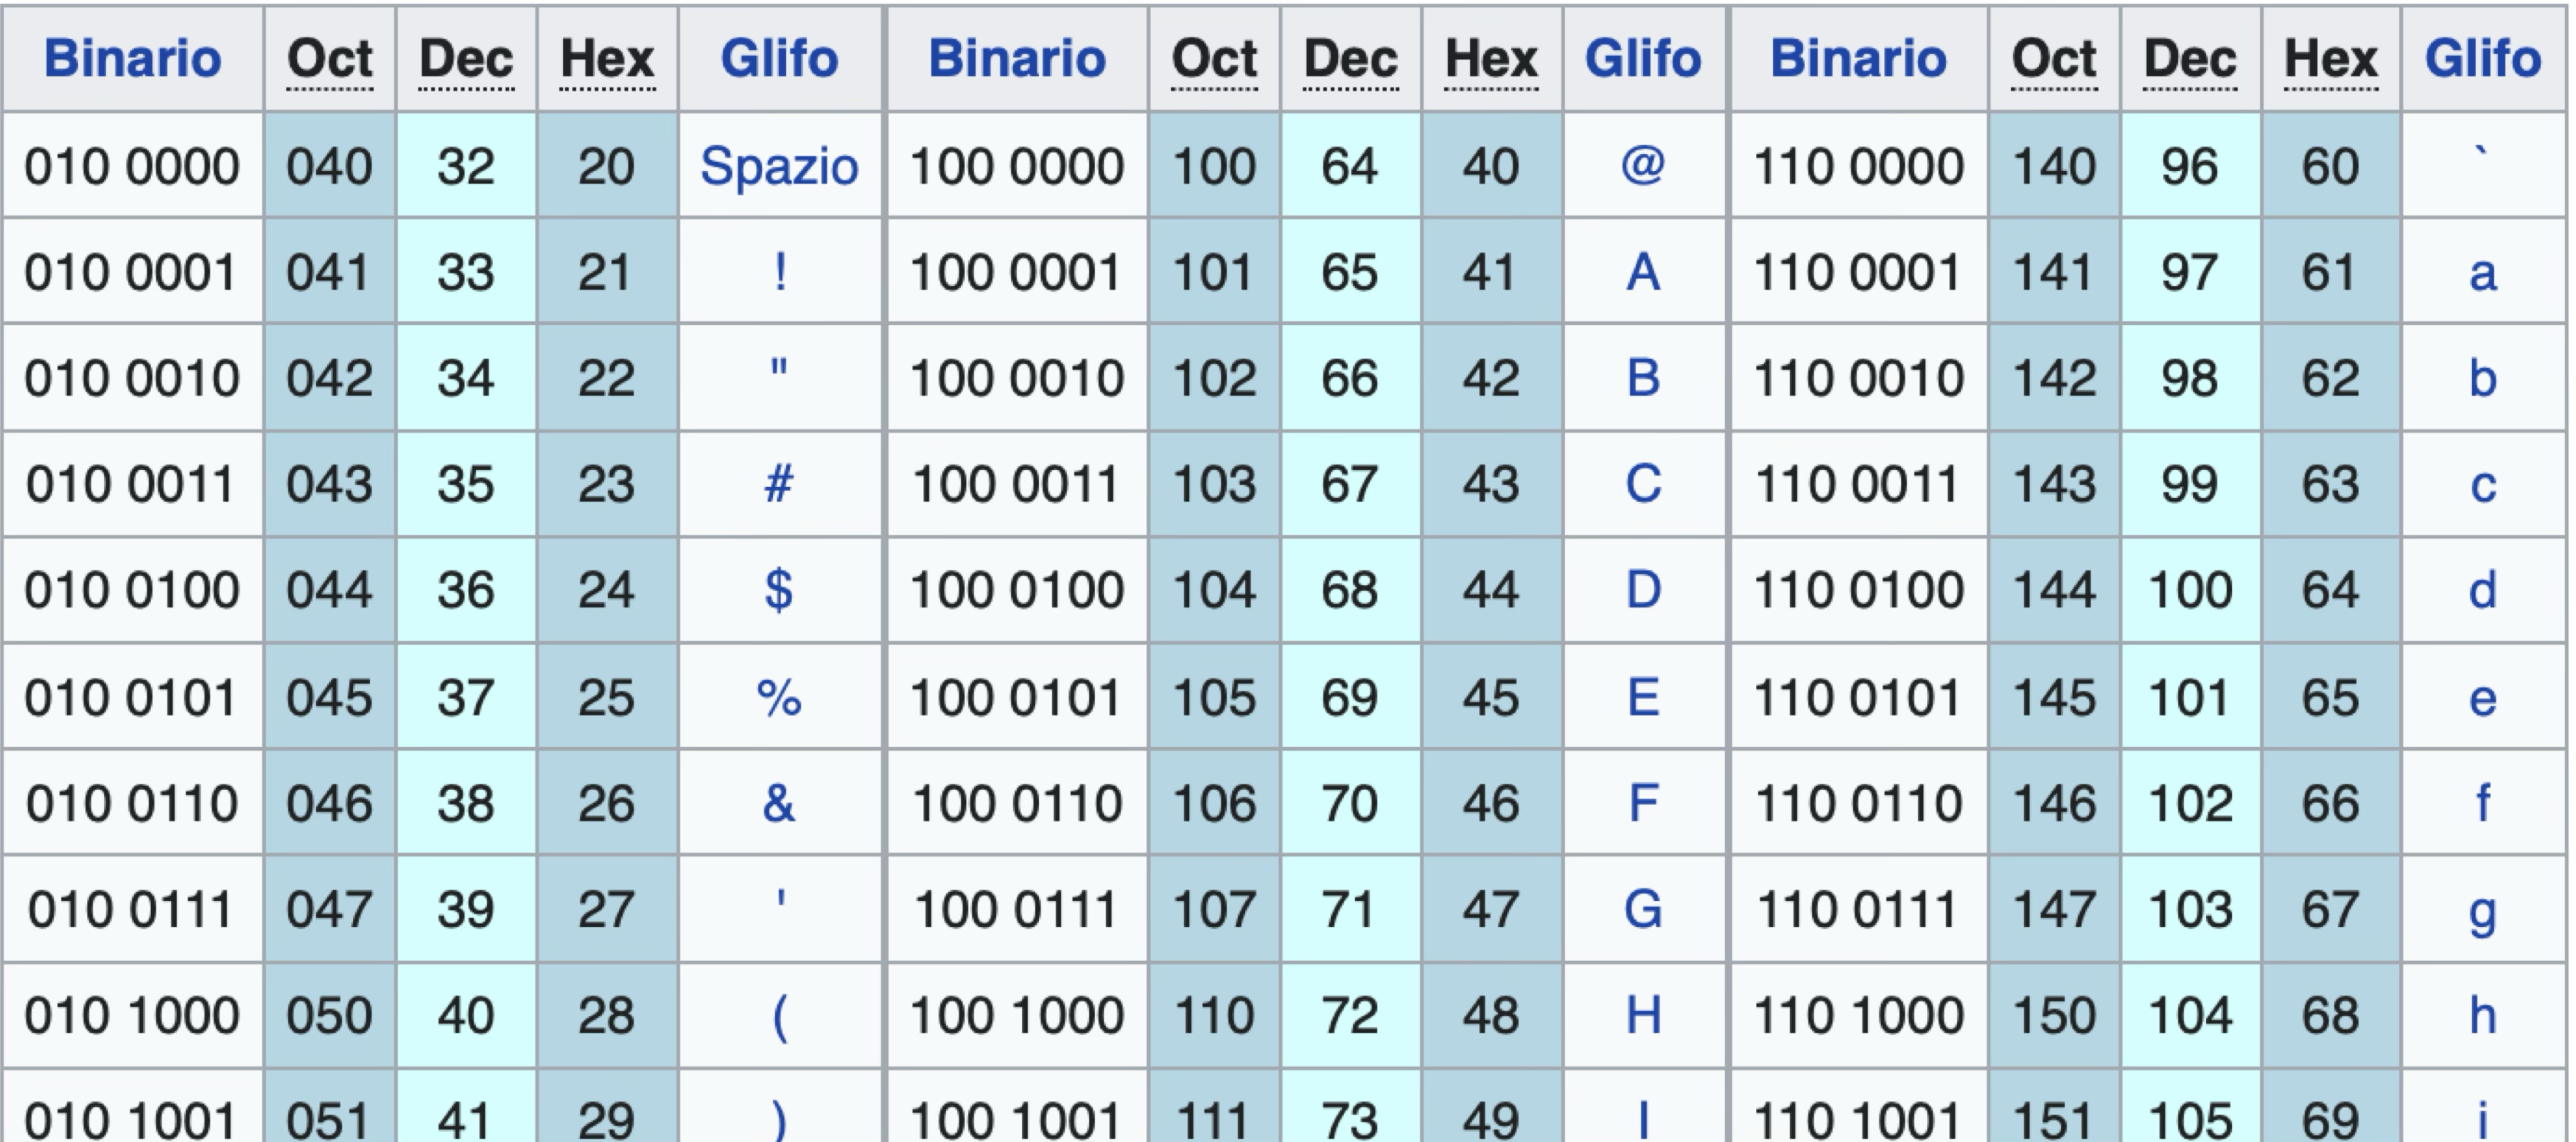 Binario Oct Dec Hex Glifo Binario Oct Dec Hex Glifo Binario Oct Dec Hex Glifo
010 0000 040 32 20 Spazio 100 0000 100 64 40 @ 110 0000 140 96 60 `
010 0001 041 33 21 ! 100 0001 101 65 41 A 110 0001 141 97 61 a
010 0010 042 34 22 " 100 0010 102 66 42 B 110 0010 142 98 62 b
010 0011 043 35 23 # 100 0011 103 67 43 C 110 0011 143 99 63 c
010 0100 044 36 24 $ 100 0100 104 68 44 D 110 0100 144 100 64 d
010 0101 045 37 25 % 100 0101 105 69 45 E 110 0101 145 101 65 e
010 0110 046 38 26 & 100 0110 106 70 46 F 110 0110 146 102 66 f
010 0111 047 39 27 ' 100 0111 107 71 47 G 110 0111 147 103 67 g
010 1000 050 40 28 ( 100 1000 110 72 48 H 110 1000 150 104 68 h
010 1001 051 41 29 ) 100 1001 111 73 49 I 110 1001 151 105 69 i